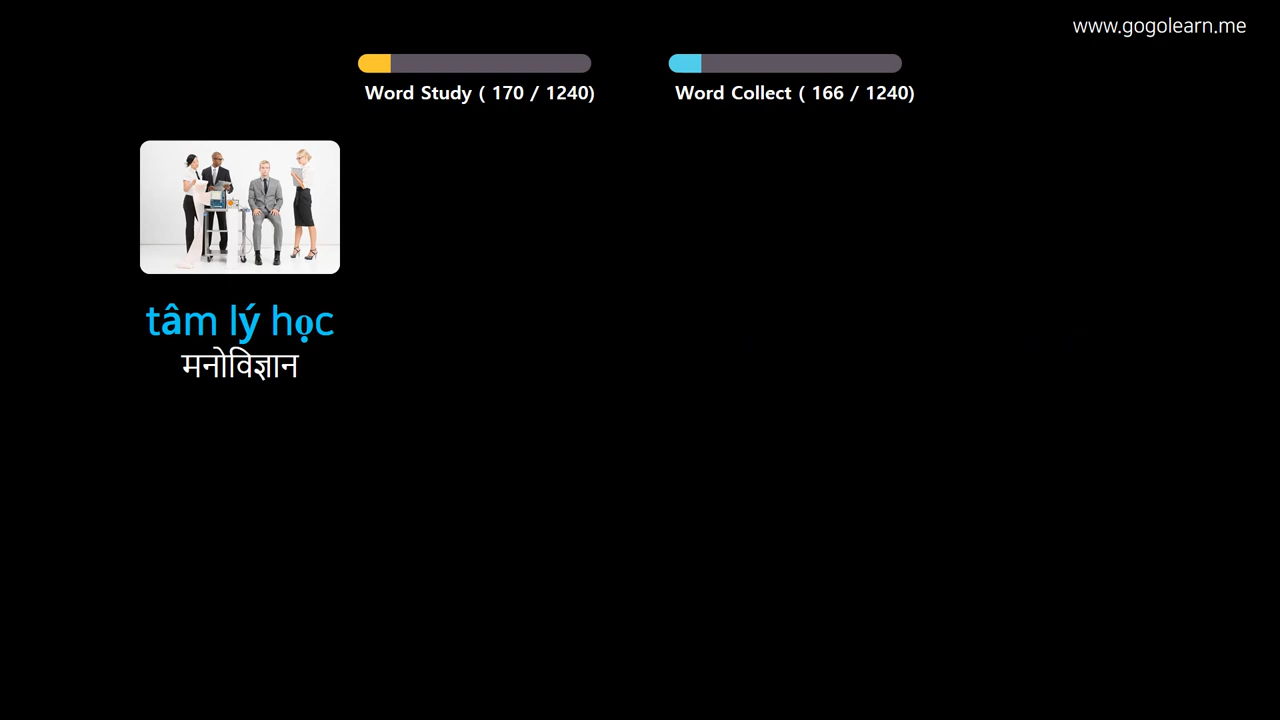 www.gogolearn.me
Word Study ( 170 / 1240)
Word Collect ( 166 / 1240)
tâm lý học
मनोविज्ञान